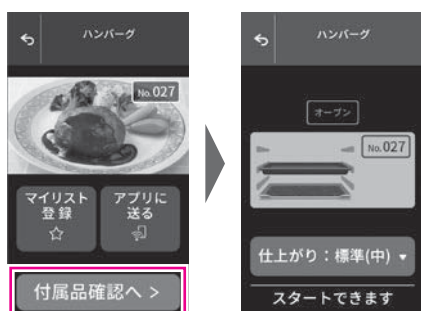 ハンバーグ
No.027
マイリスト
登録
アプリに
送る
付属品確認へ >
ハンバーグ
オーブン
No.027
仕上がり：標準(中) ▼
スタートできます